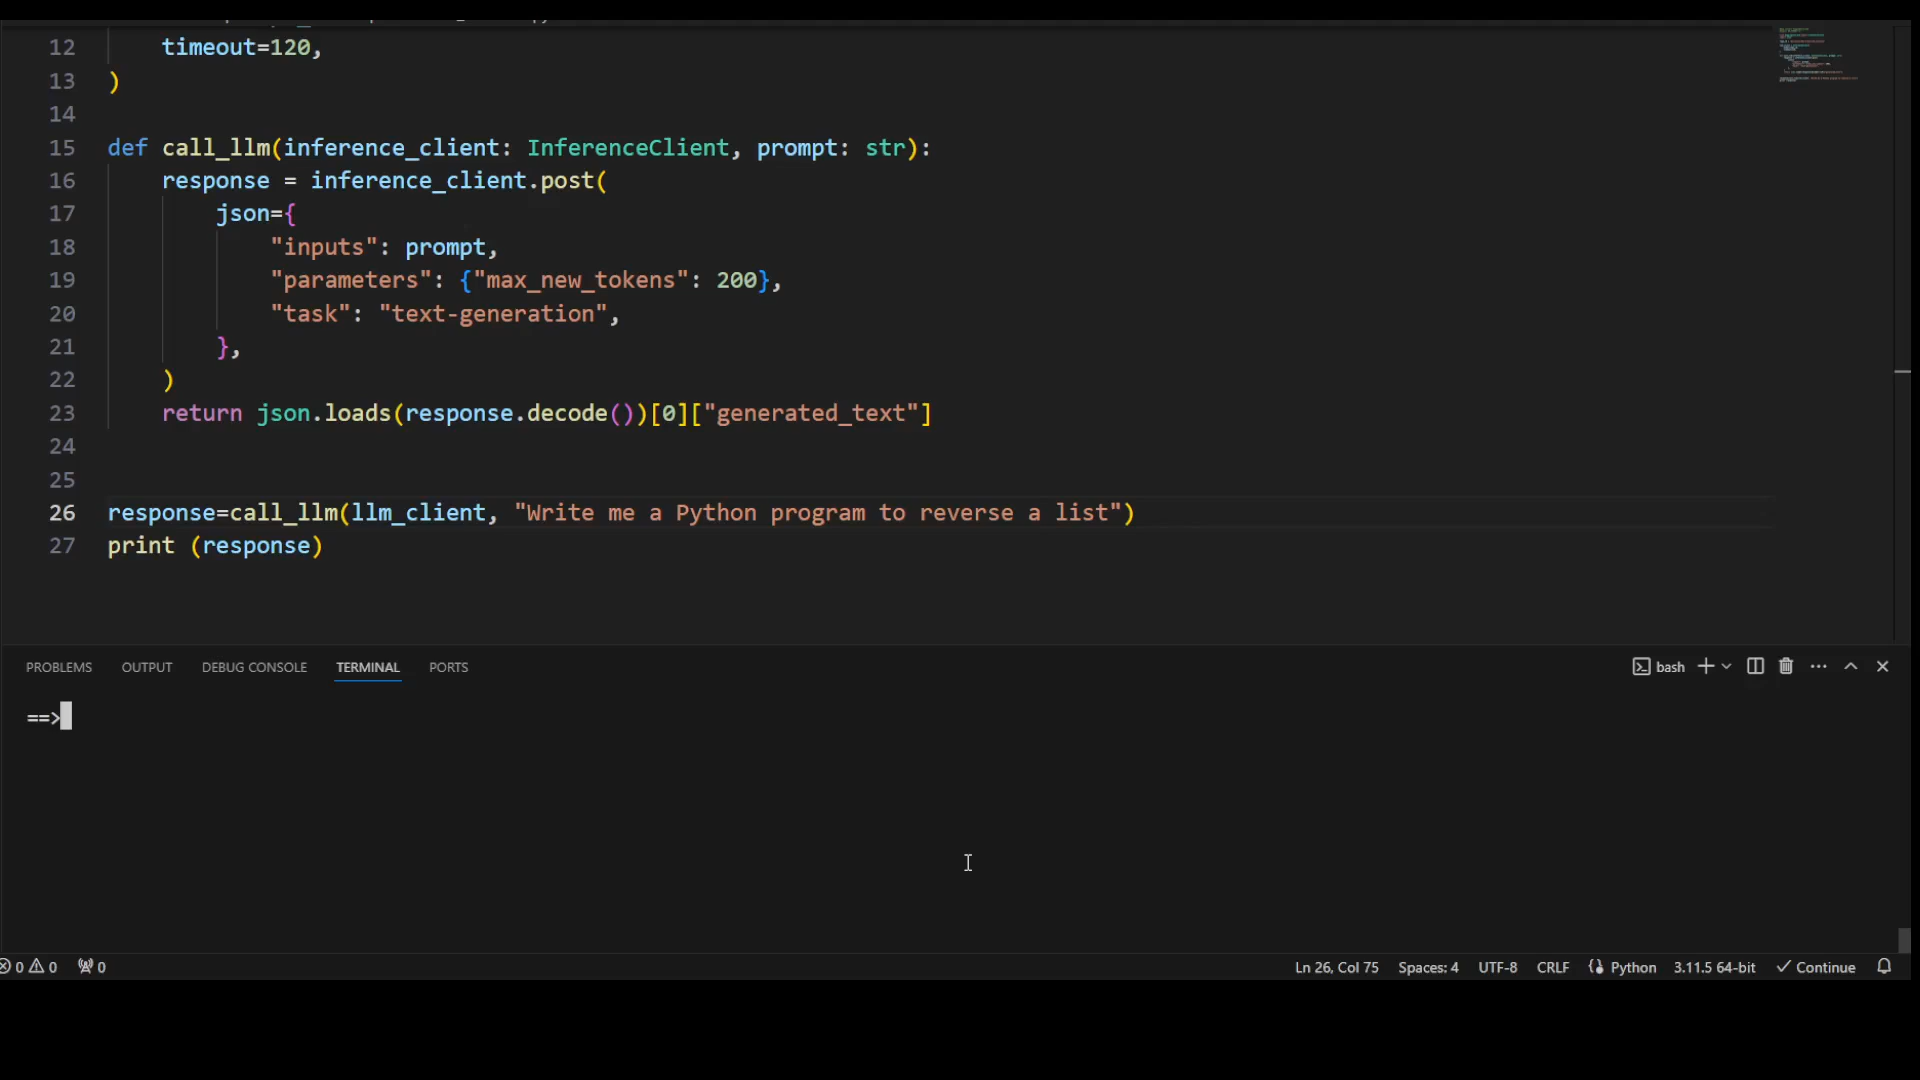 12 timeout=120,
13 )
14
15 def call_llm(inference_client: InferenceClient, prompt: str):
16 response = inference_client.post(
17 json={
18 "inputs": prompt,
19 "parameters": {"max_new_tokens": 200},
20 "task": "text-generation",
21 },
22 )
23 return json.loads(response.decode())[0]["generated_text"]
24
25
26 response=call_llm(llm_client, "Write me a Python program to reverse a list")
27 print (response)
PROBLEMS OUTPUT DEBUG CONSOLE TERMINAL PORTS bash
==>
0 0 0 Ln 26, Col 75 Spaces: 4 UTF-8 CRLF Python 3.11.5 64-bit Continue